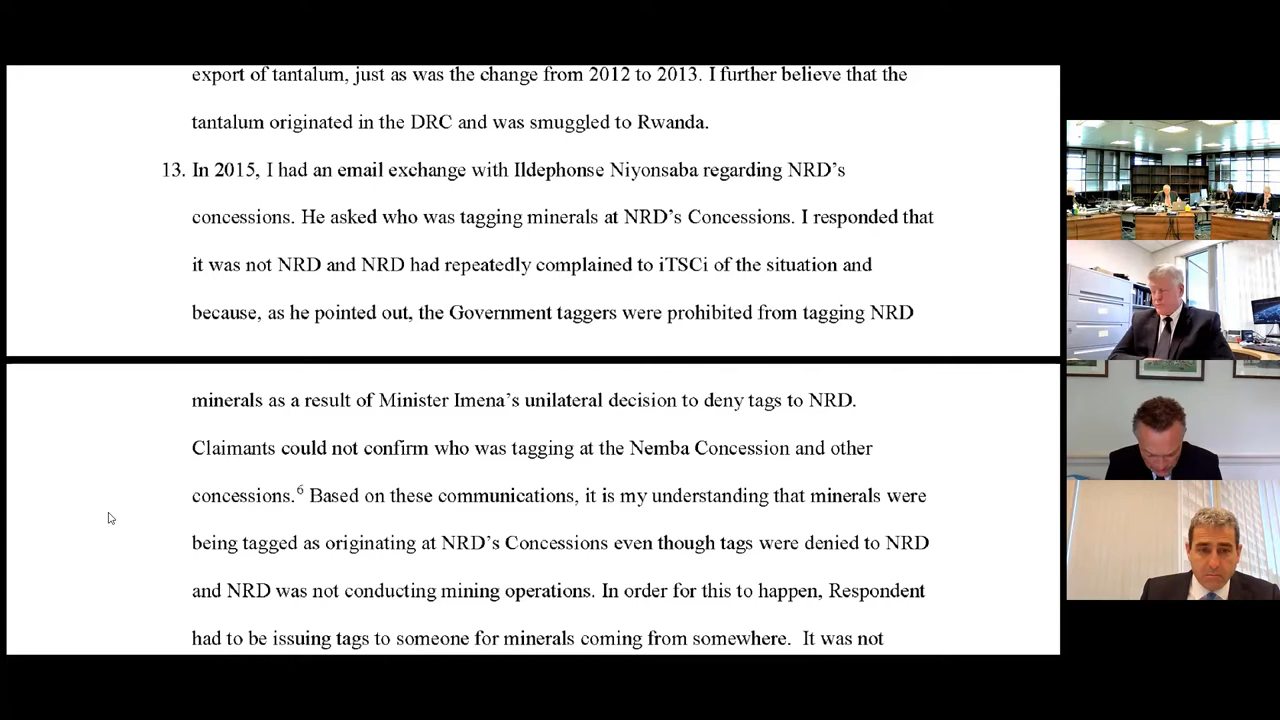 export of tantalum, just as was the change from 2012 to 2013. I further believe that the
tantalum originated in the DRC and was smuggled to Rwanda.
13. In 2015, I had an email exchange with Ildephonse Niyonsaba regarding NRD’s
concessions. He asked who was tagging minerals at NRD’s Concessions. I responded that
it was not NRD and NRD had repeatedly complained to iTSCi of the situation and
because, as he pointed out, the Government taggers were prohibited from tagging NRD
minerals as a result of Minister Imena’s unilateral decision to deny tags to NRD.
Claimants could not confirm who was tagging at the Nemba Concession and other
concessions.6 Based on these communications, it is my understanding that minerals were
being tagged as originating at NRD’s Concessions even though tags were denied to NRD
and NRD was not conducting mining operations. In order for this to happen, Respondent
had to be issuing tags to someone for minerals coming from somewhere.  It was not